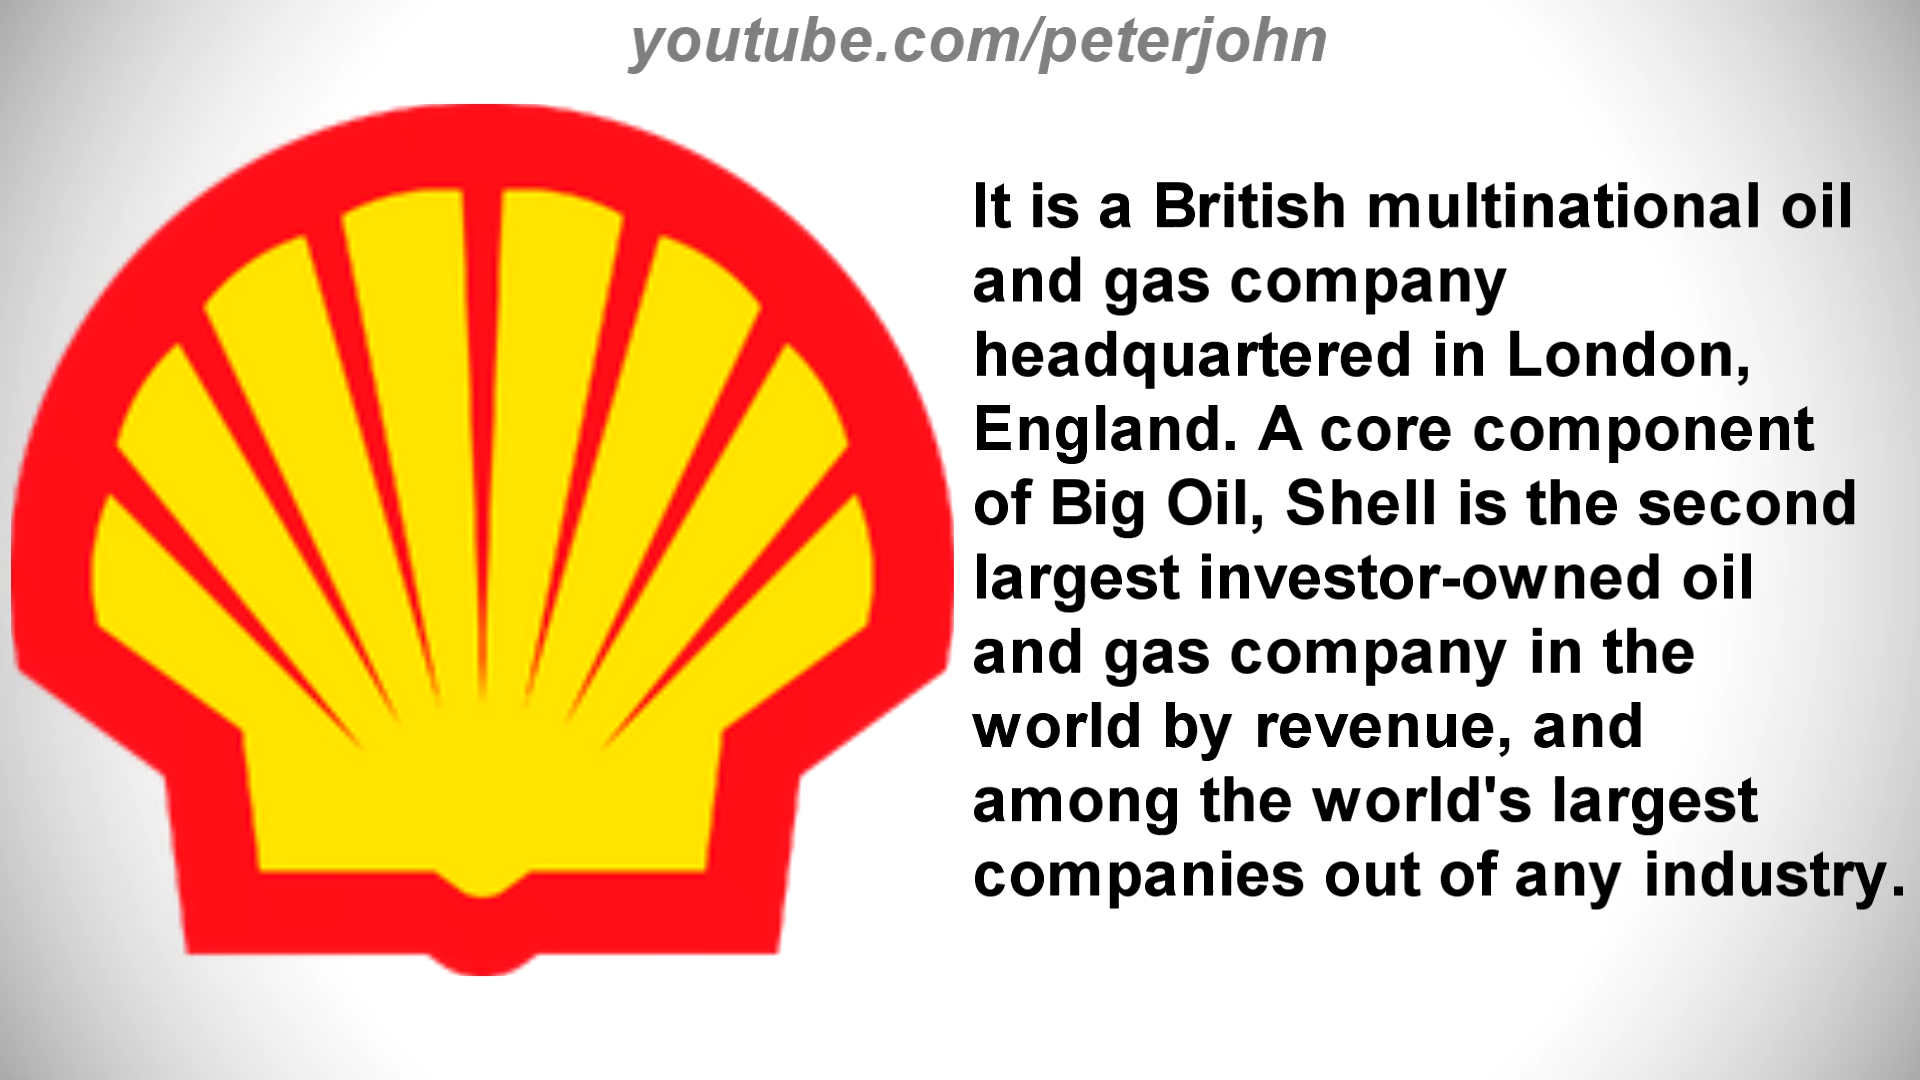 youtube.com/peterjohn
It is a British multinational oil
and gas company
headquartered in London,
England. A core component
of Big Oil, Shell is the second
largest investor-owned oil
and gas company in the
world by revenue, and
among the world's largest
companies out of any industry.